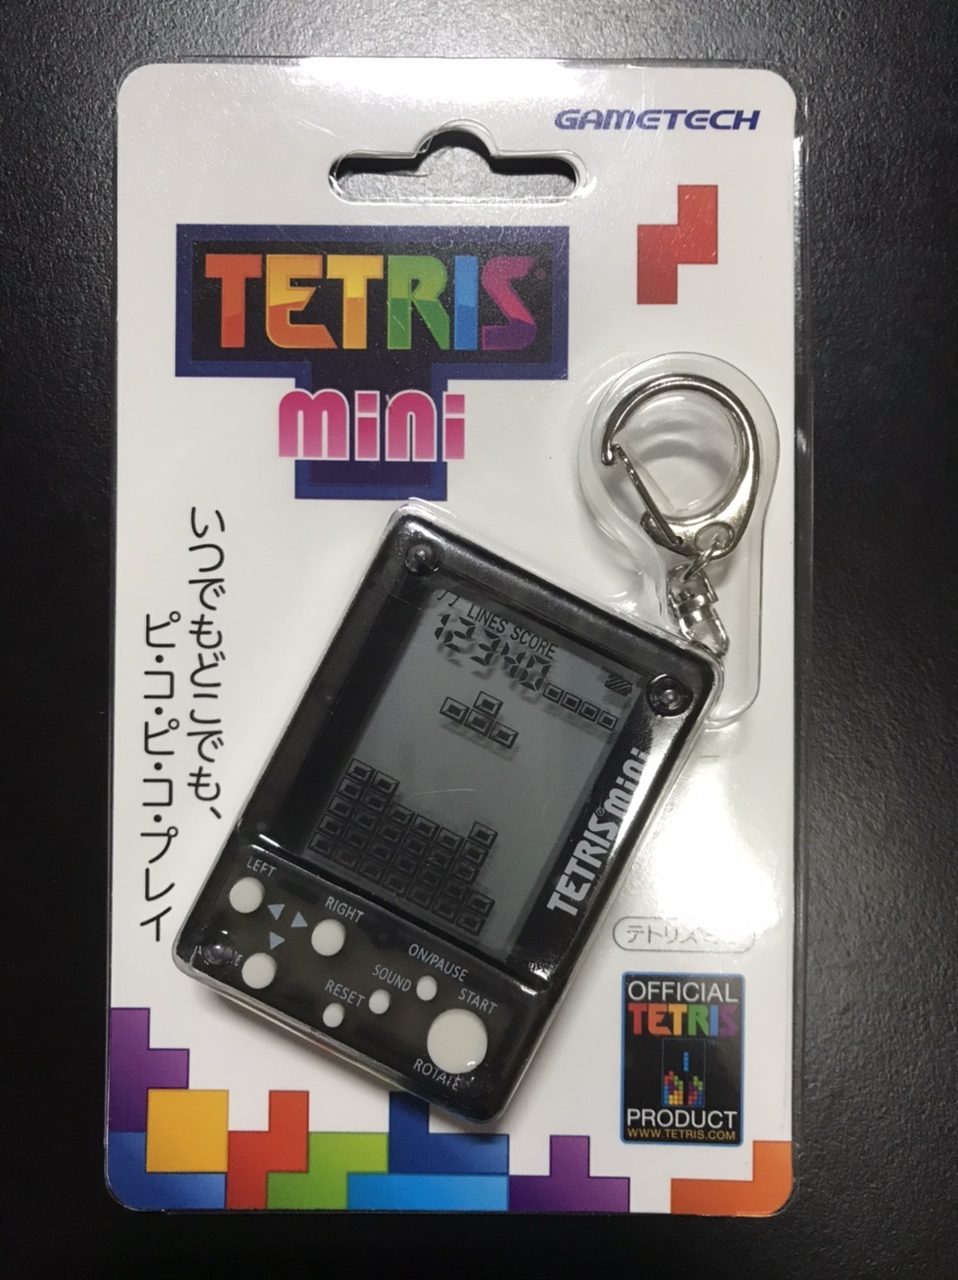 GAMETECH
TETRIS®
mini
いつでもどこでも、
ピ・コ・ピ・コ・プレイ
LINES SCORE
12340
TETRIS® mini
LEFT
RIGHT
ON/PAUSE
SOUND
START
RESET
ROTATE
OFFICIAL
TETRIS
PRODUCT
WWW.TETRIS.COM